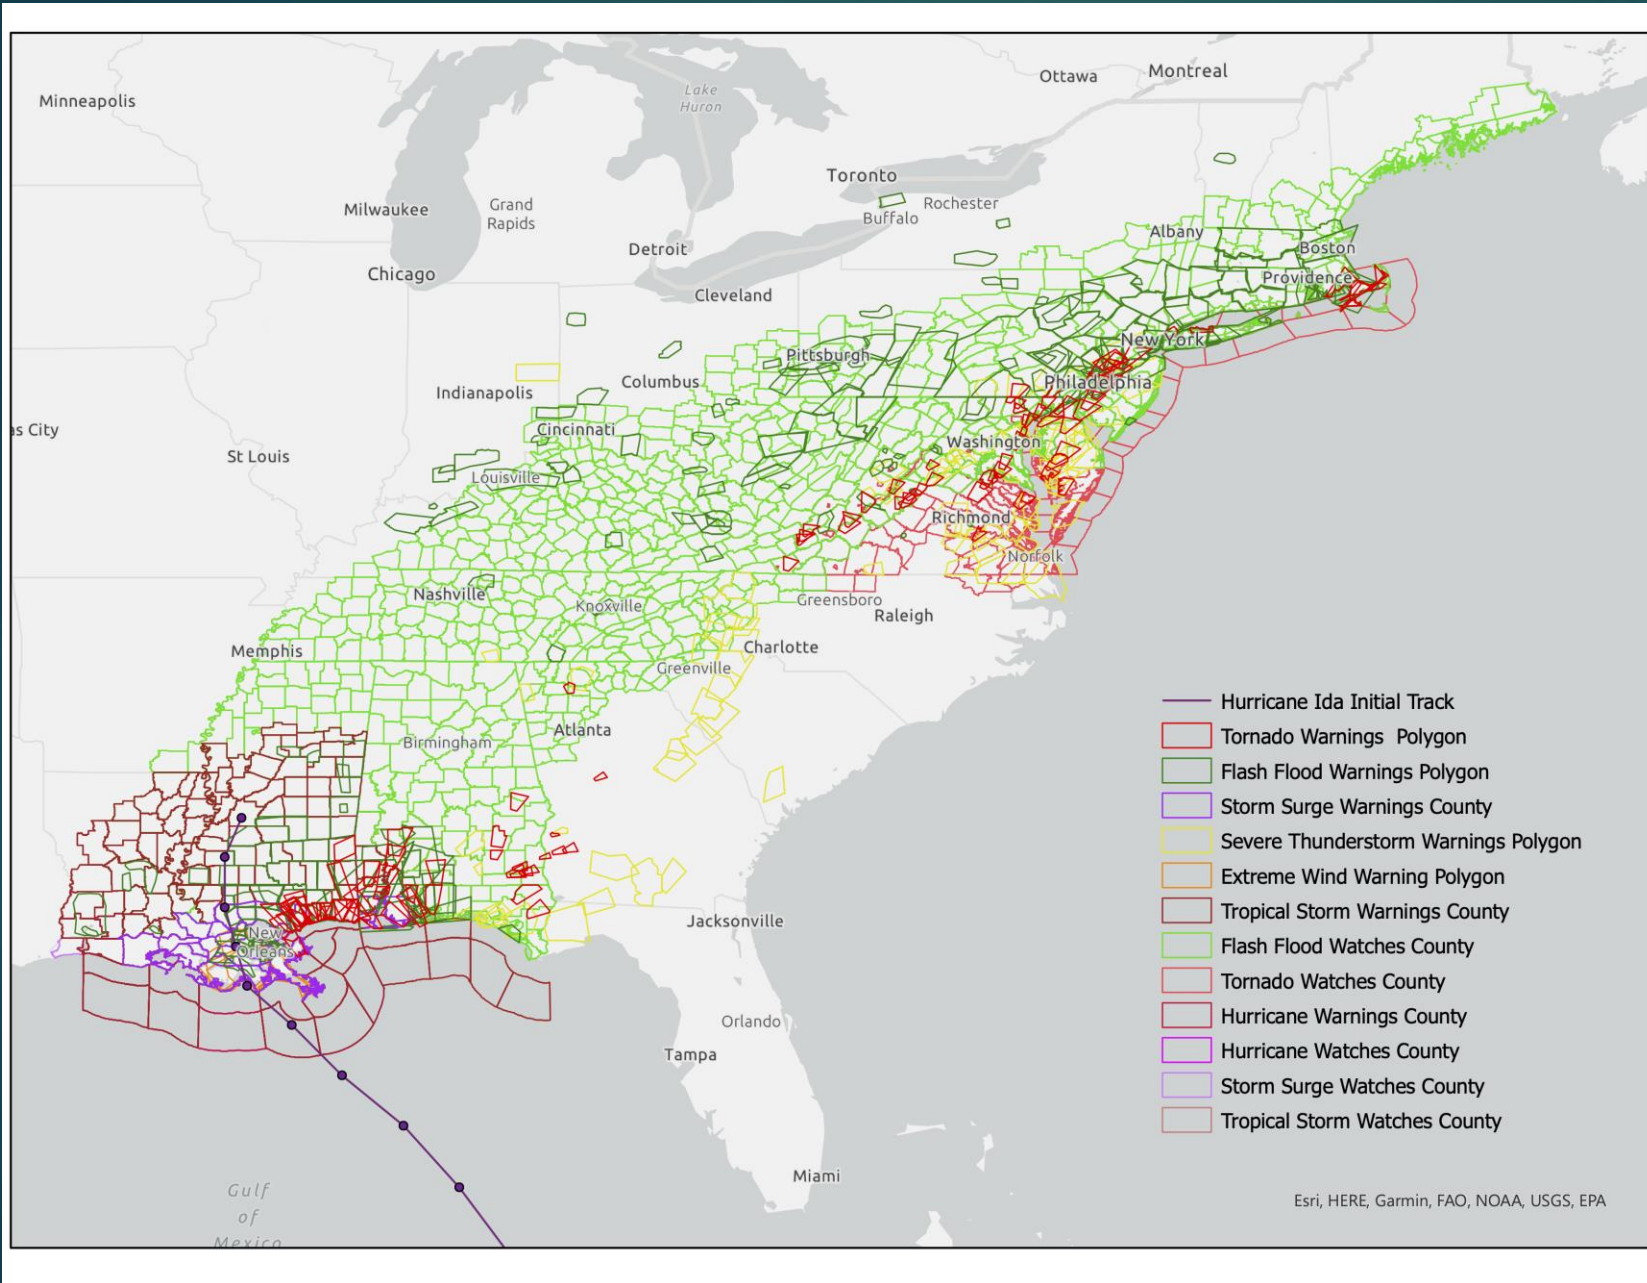 Ottawa
Montreal
Minneapolis
Lake
Huron
Toronto
Milwaukee
Grand
Rapids
Rochester
Buffalo
Albany
Detroit
Boston
Chicago
Providence
Cleveland
New York
Pittsburgh
Columbus
Philadelphia
Indianapolis
as City
Cincinnati
Washington
St Louis
Louisville
Richmond
Norfolk
Nashville
Knoxville
Greensboro
Raleigh
Memphis
Charlotte
Greenville
Atlanta
Birmingham
Jacksonville
New
Orleans
Orlando
Tampa
Miami
Gulf
of
Mexico
Hurricane Ida Initial Track
Tornado Warnings Polygon
Flash Flood Warnings Polygon
Storm Surge Warnings County
Severe Thunderstorm Warnings Polygon
Extreme Wind Warning Polygon
Tropical Storm Warnings County
Flash Flood Watches County
Tornado Watches County
Hurricane Warnings County
Hurricane Watches County
Storm Surge Watches County
Tropical Storm Watches County
Esri, HERE, Garmin, FAO, NOAA, USGS, EPA